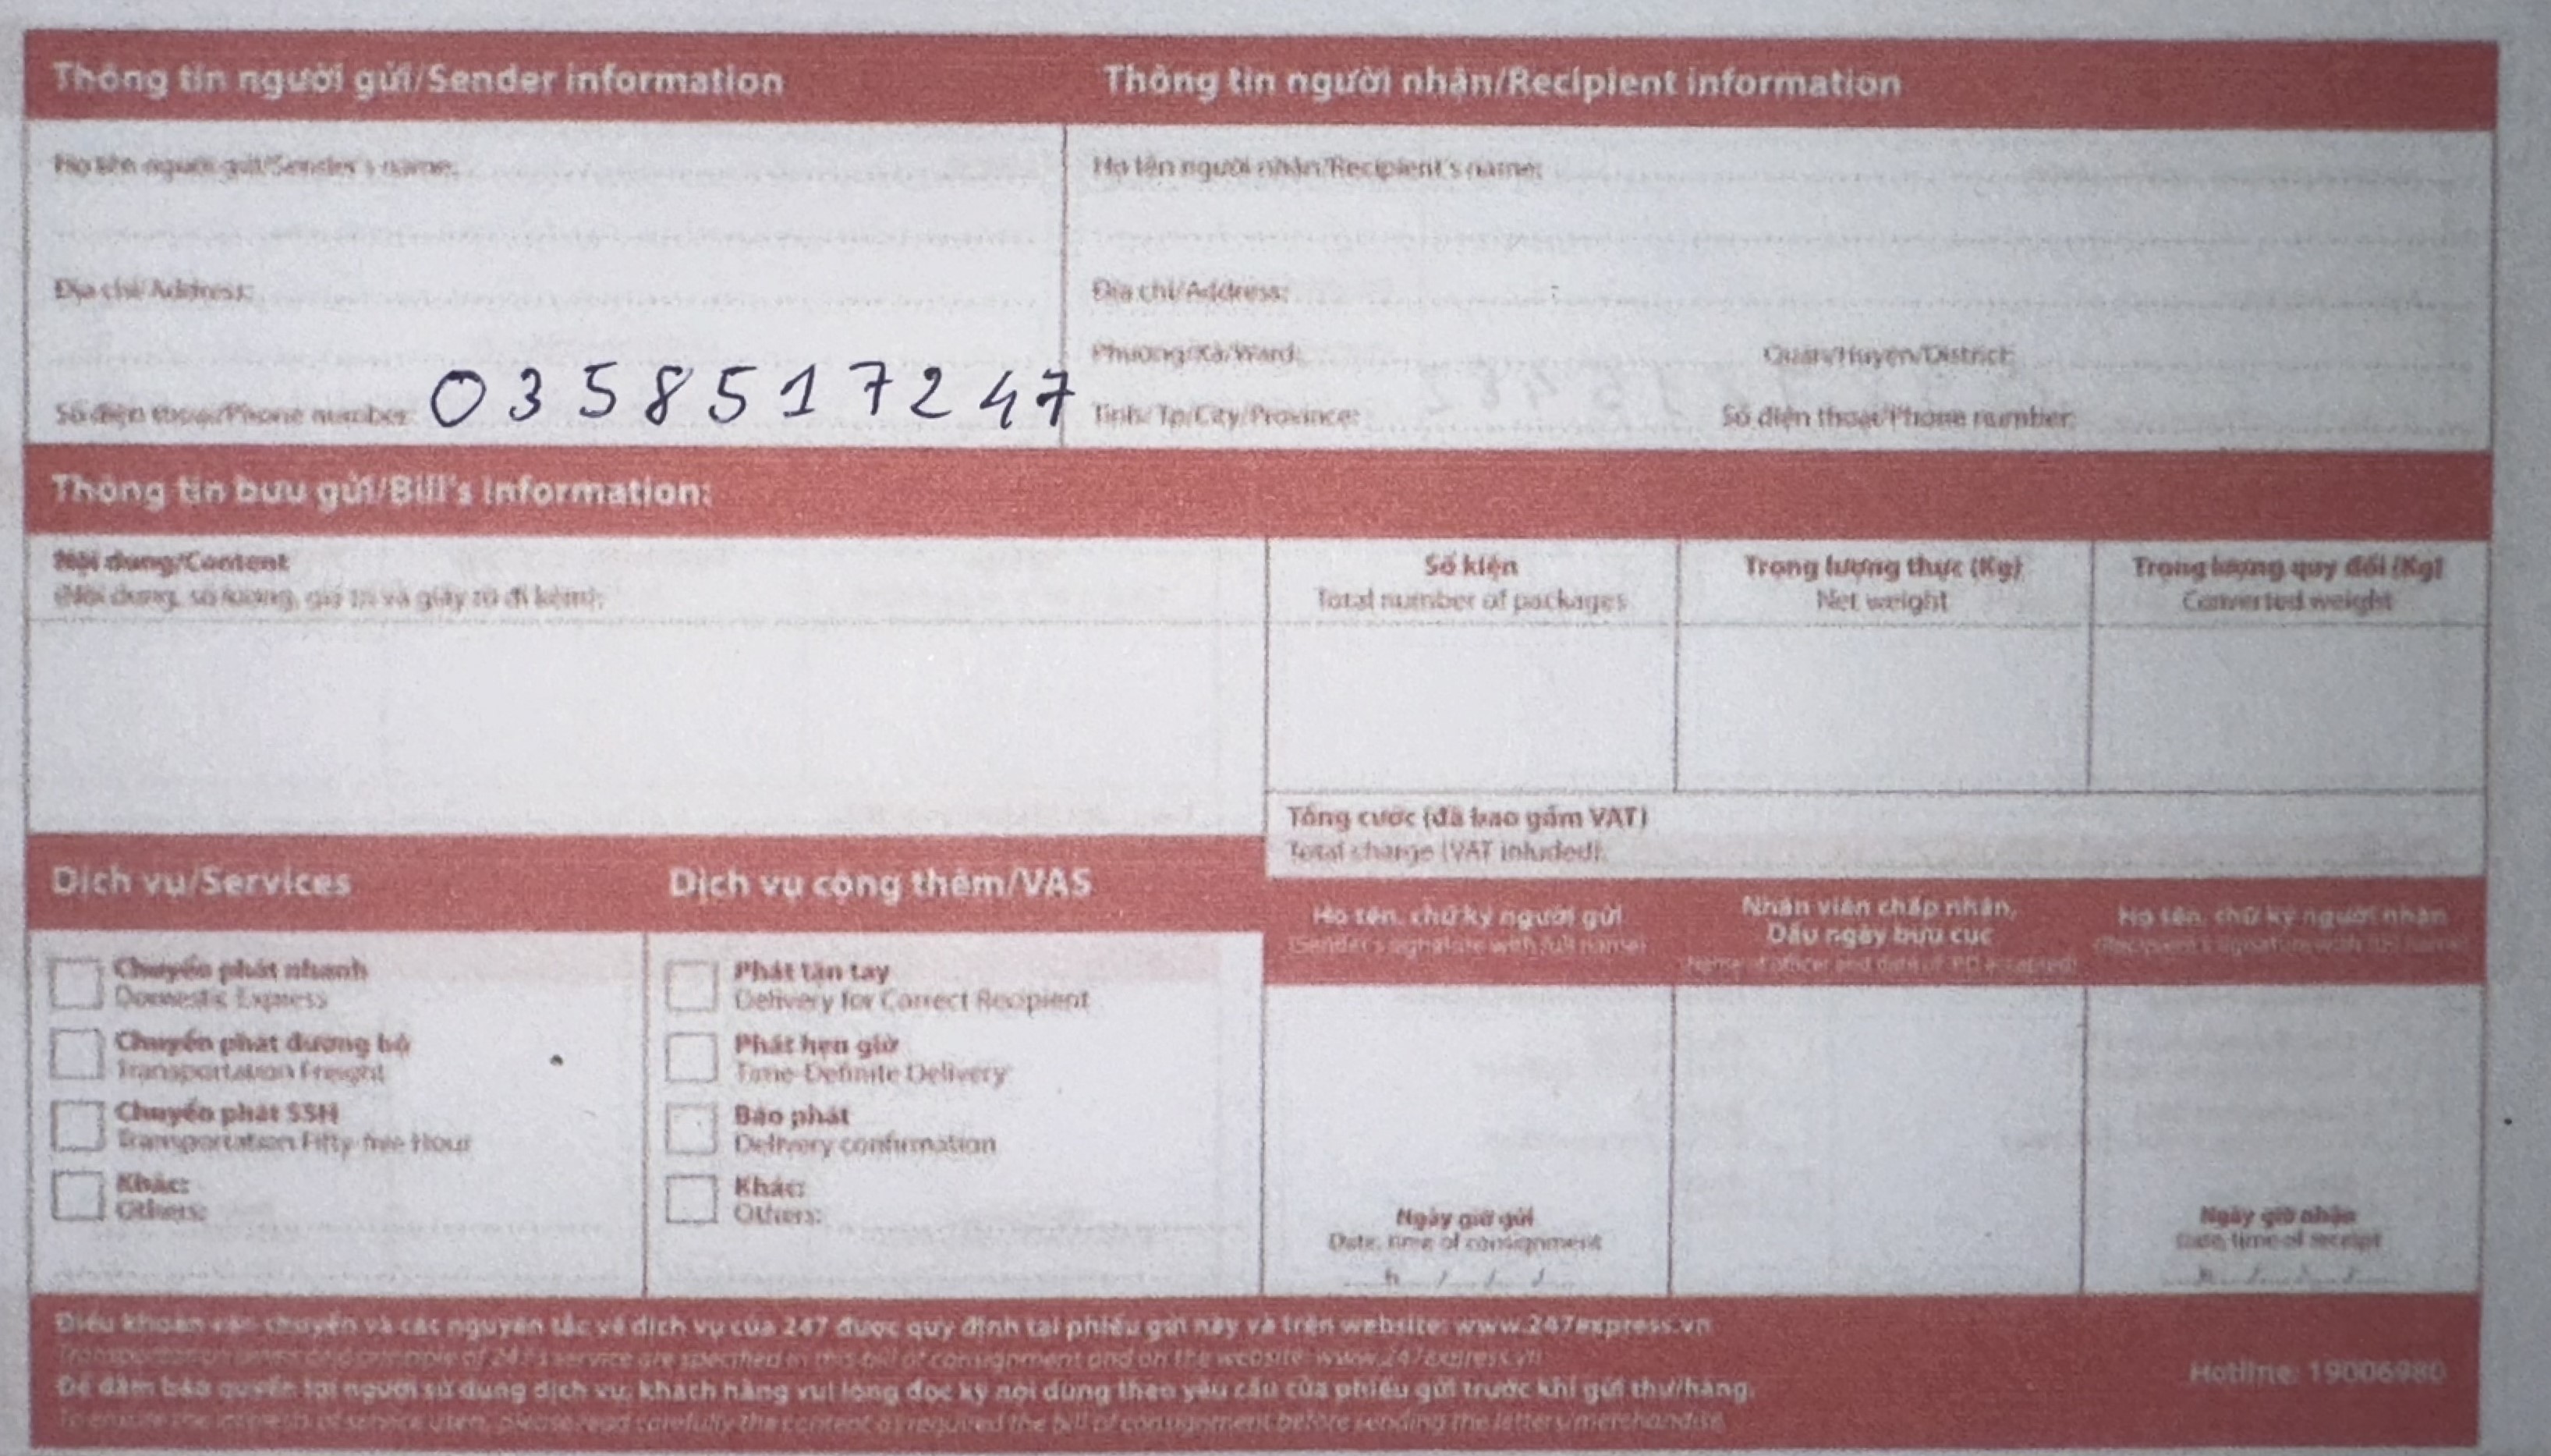 Thông tin người gửi/Sender information
Thông tin người nhận/Recipient information
Họ tên người gửi/Sender's name:
Họ tên người nhận/Recipient's name:
Địa chỉ/Address:
Địa chỉ/Address:
Phường/Xã/Ward:
Quận/Huyện/District:
Số điện thoại/Phone number: 0358517247
Tỉnh/Tp/City/Province:
Số điện thoại/Phone number:
Thông tin bưu gửi/Bill's information:
Nội dung/Content
(Nội dung, số lượng, giá trị và giấy tờ đi kèm):
Số kiện
Total number of packages
Trọng lượng thực (Kg)
Net weight
Trọng lượng quy đổi (Kg)
Converted weight
Tổng cước (đã bao gồm VAT)
Total charge (VAT inluded):
Dịch vụ/Services
Chuyển phát nhanh
Domestic Express
Chuyển phát đường bộ
Transportation Freight
Chuyển phát 55H
Transportation Fifty-five Hour
Khác:
Others:
Dịch vụ cộng thêm/VAS
Phát tận tay
Delivery for Correct Recipient
Phát hẹn giờ
Time-Definite Delivery
Báo phát
Delivery confirmation
Khác:
Others:
Họ tên, chữ ký người gửi
(Sender's signature with full name)
Ngày giờ gửi
Date, time of consignment
h / / /
Nhân viên chấp nhận,
Dấu ngày bưu cục
Họ tên, chữ ký người nhận
(Recipient's signature with full name)
Ngày giờ nhận
Date, time of receipt
h / / /
Điều khoản vận chuyển và các nguyên tắc về dịch vụ của 247 được quy định tại phiếu gửi này và trên website: www.247express.vn
Transportation terms and principle of 247's service are specified in this bill of consignment and on the website: www.247express.vn
Để đảm bảo quyền lợi người sử dụng dịch vụ, khách hàng vui lòng đọc kỹ nội dung theo yêu cầu của phiếu gửi trước khi gửi thư/hàng.
To ensure the interests of service users, please read carefully the content as required the bill of consignment before sending the letters/merchandise
Hotline: 19006980